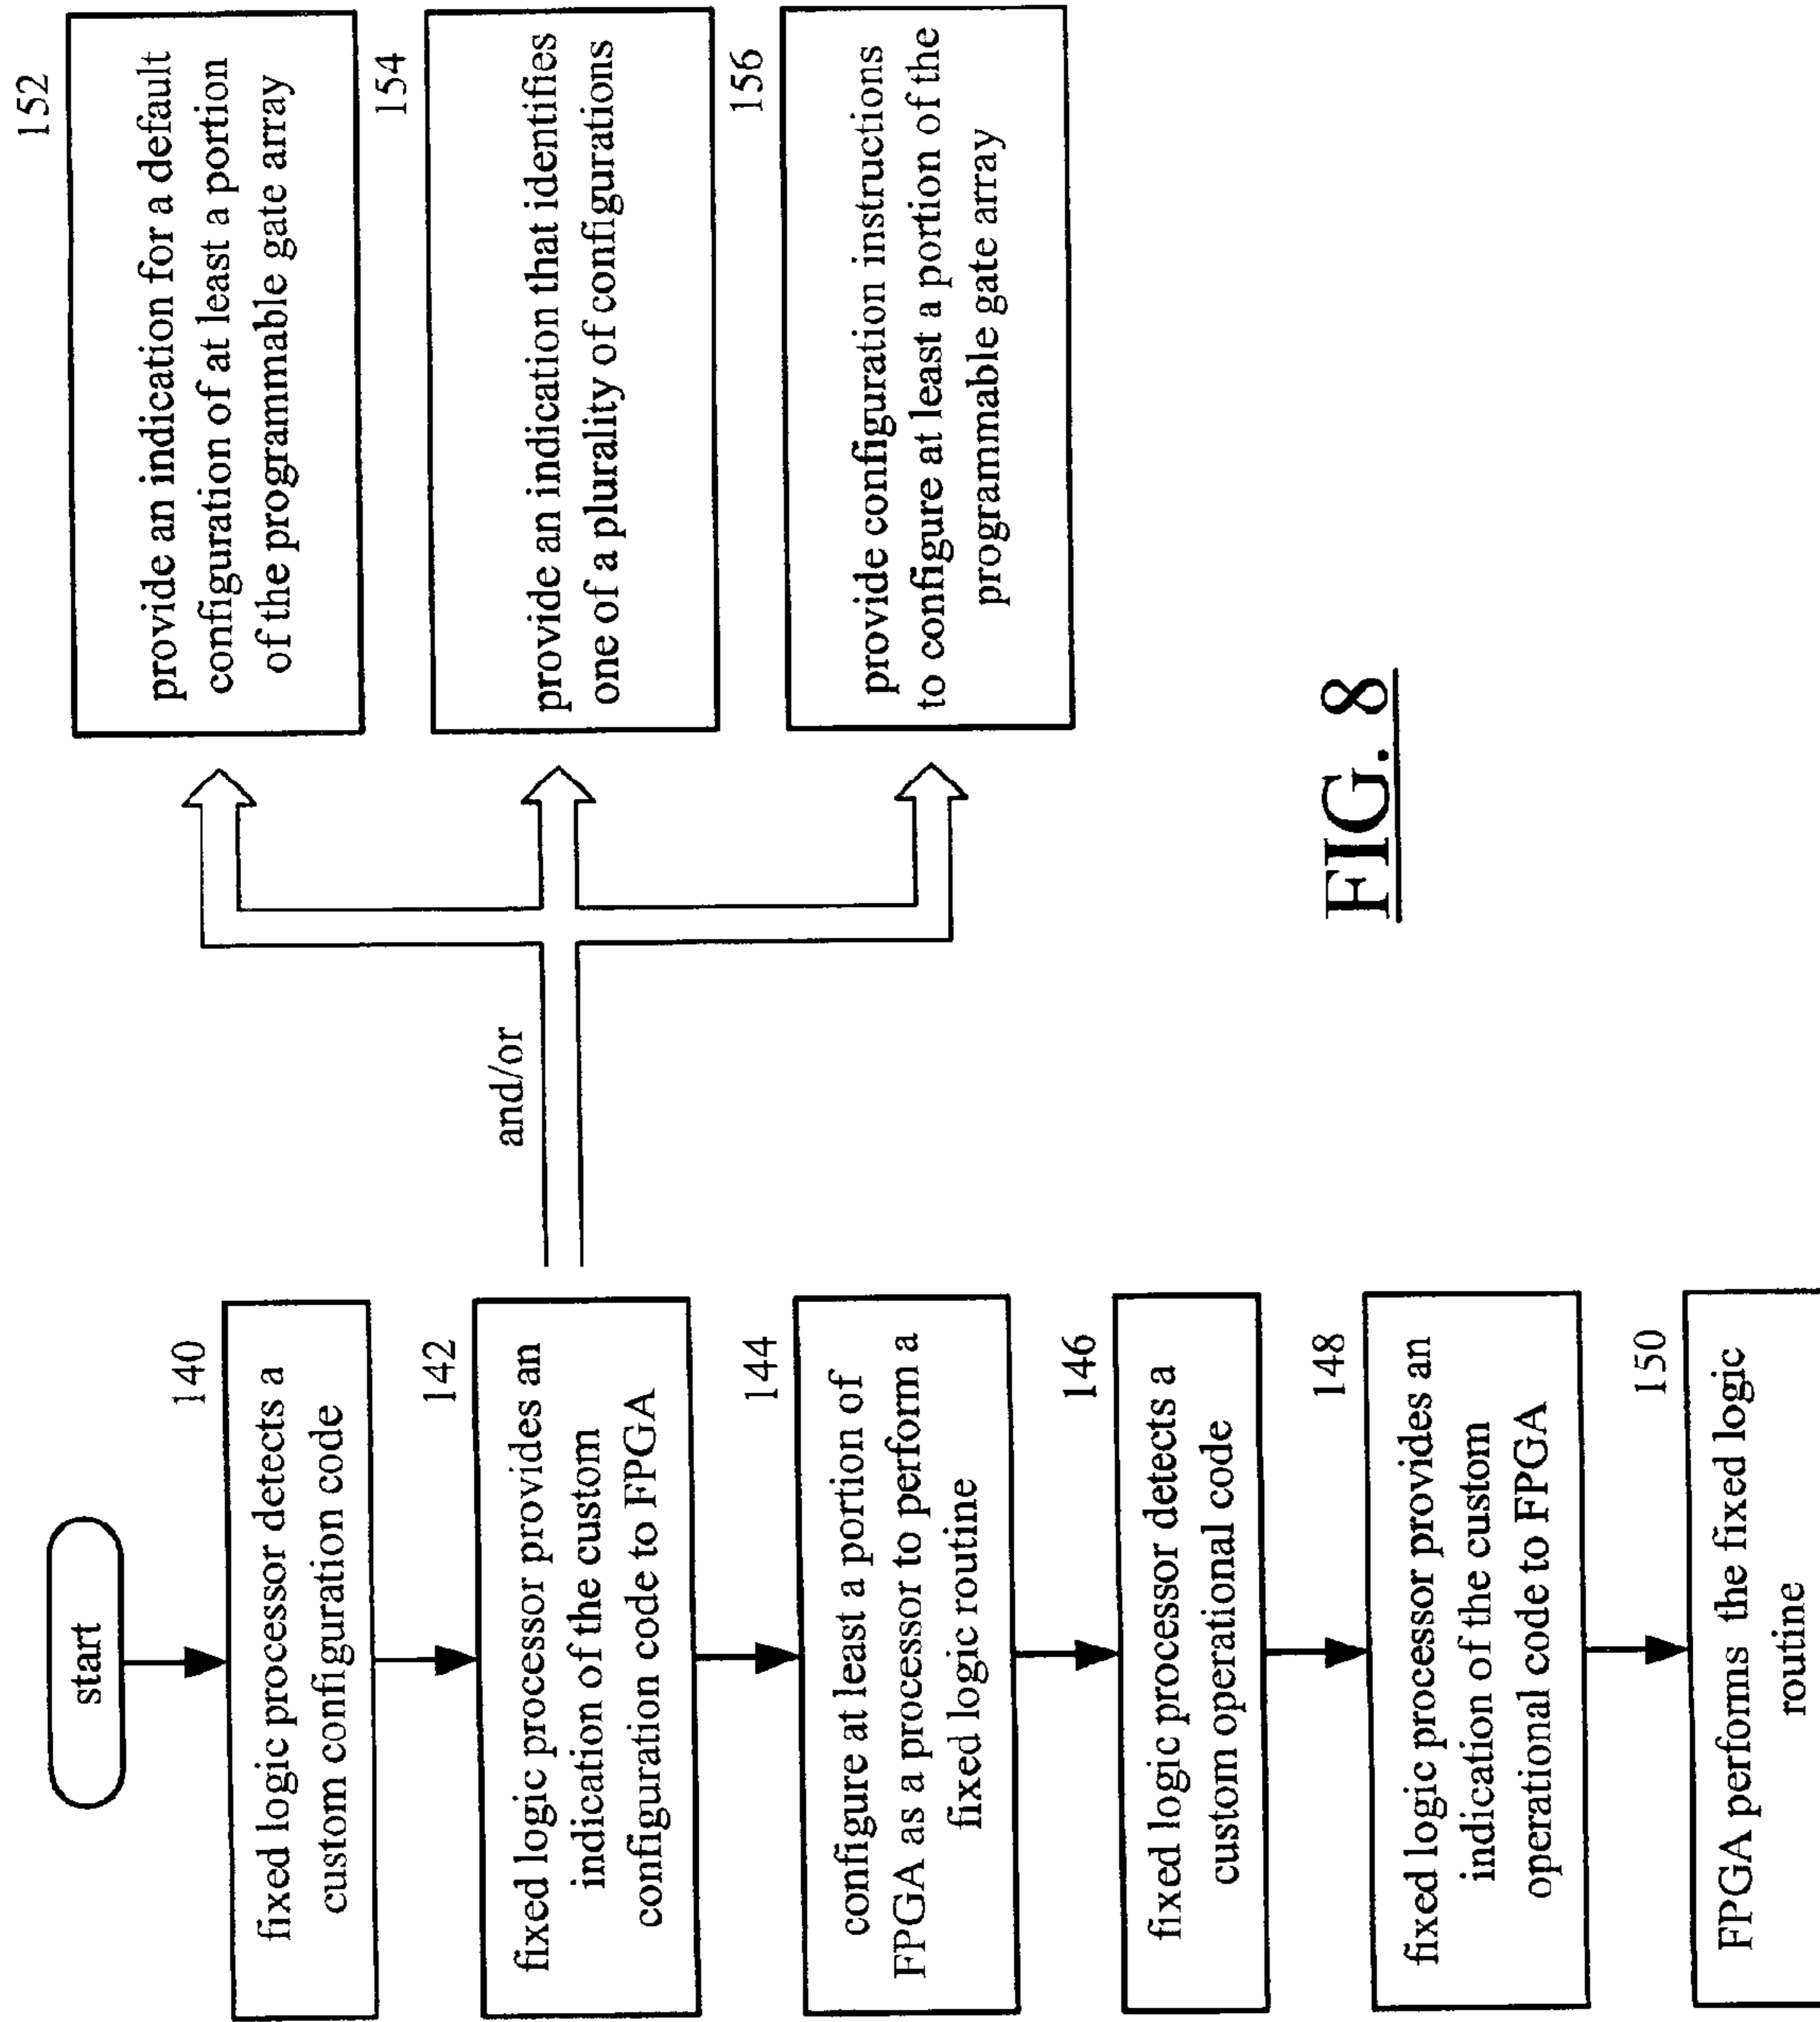 start
140
fixed logic processor detects a
custom configuration code
142
fixed logic processor provides an
indication of the custom
configuration code to FPGA
144
configure at least a portion of
FPGA as a processor to perform a
fixed logic routine
146
fixed logic processor detects a
custom operational code
148
fixed logic processor provides an
indication of the custom
operational code to FPGA
150
FPGA performs the fixed logic
routine
and/or
152
provide an indication for a default
configuration of at least a portion
of the programmable gate array
154
provide an indication that identifies
one of a plurality of configurations
156
provide configuration instructions
to configure at least a portion of the
programmable gate array
FIG. 8